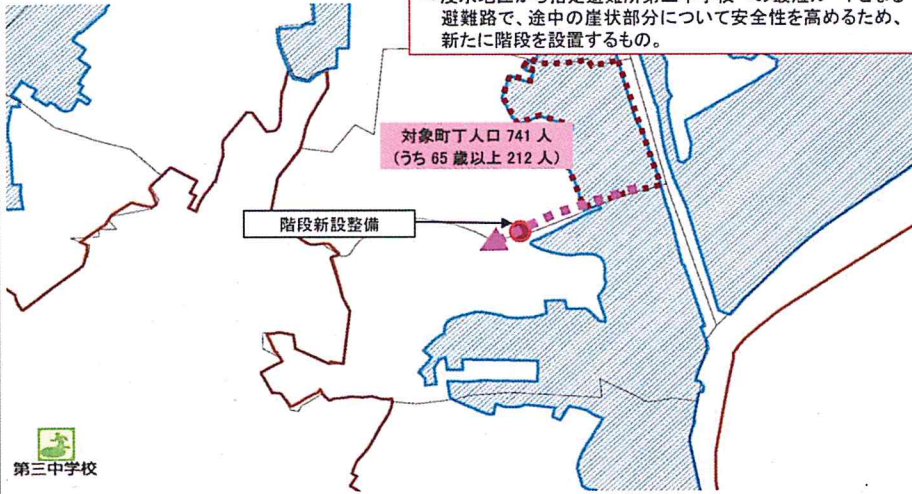 避難路で、途中の崖状部分について安全性を高めるため、
新たに階段を設置するもの。
対象町丁人口 741 人
(うち 65 歳以上 212 人)
階段新設整備
第三中学校